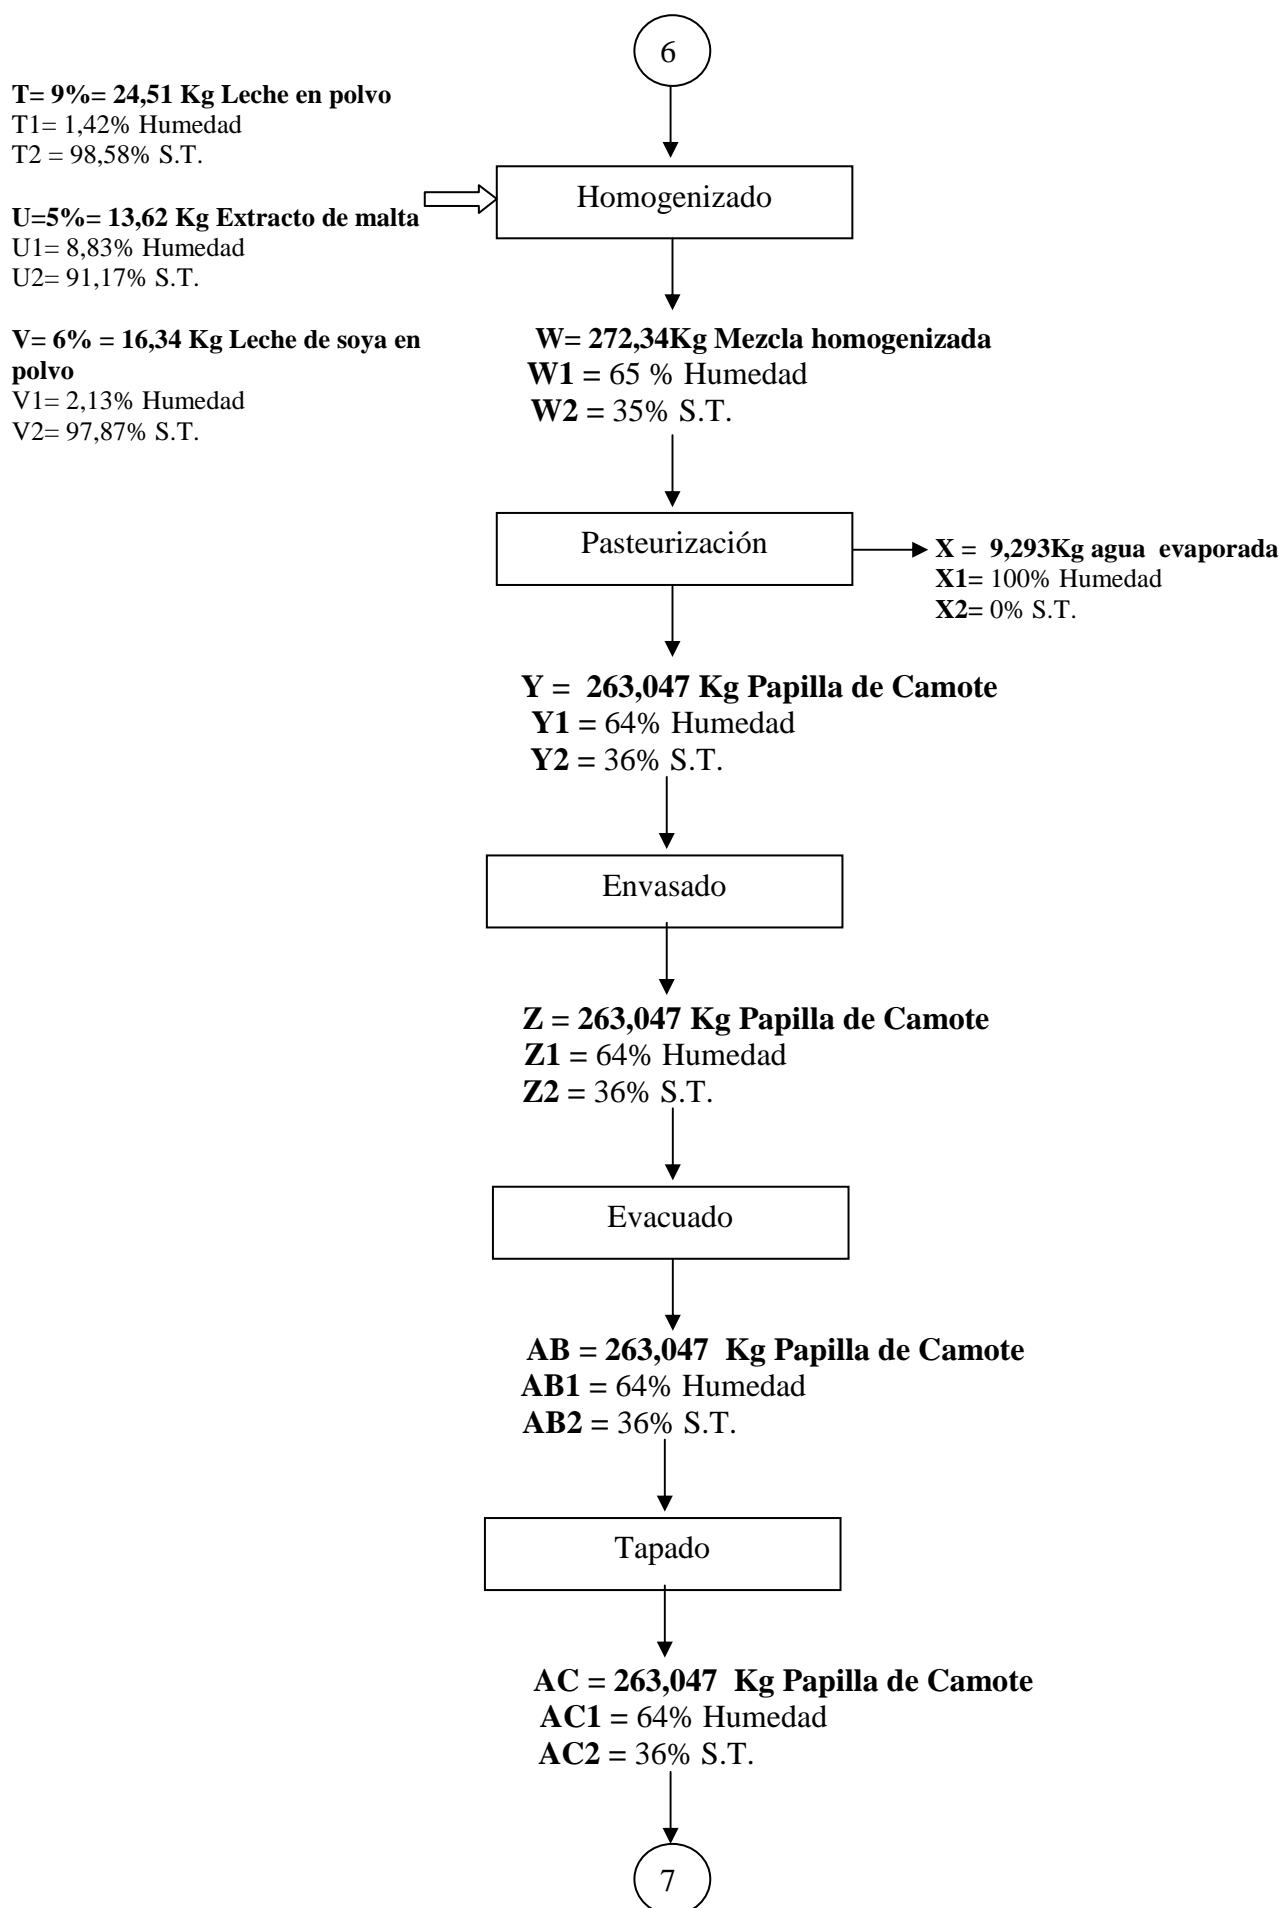 6
T= 9%= 24,51 Kg Leche en polvo
T1= 1,42% Humedad
T2 = 98,58% S.T.
U=5%= 13,62 Kg Extracto de malta
U1= 8,83% Humedad
U2= 91,17% S.T.
V= 6% = 16,34 Kg Leche de soya en
polvo
V1= 2,13% Humedad
V2= 97,87% S.T.
Homogenizado
W= 272,34Kg Mezcla homogenizada
W1 = 65 % Humedad
W2 = 35% S.T.
Pasteurización
X = 9,293Kg agua evaporada
X1= 100% Humedad
X2= 0% S.T.
Y = 263,047 Kg Papilla de Camote
Y1 = 64% Humedad
Y2 = 36% S.T.
Envasado
Z = 263,047 Kg Papilla de Camote
Z1 = 64% Humedad
Z2 = 36% S.T.
Evacuado
AB = 263,047 Kg Papilla de Camote
AB1 = 64% Humedad
AB2 = 36% S.T.
Tapado
AC = 263,047 Kg Papilla de Camote
AC1 = 64% Humedad
AC2 = 36% S.T.
7